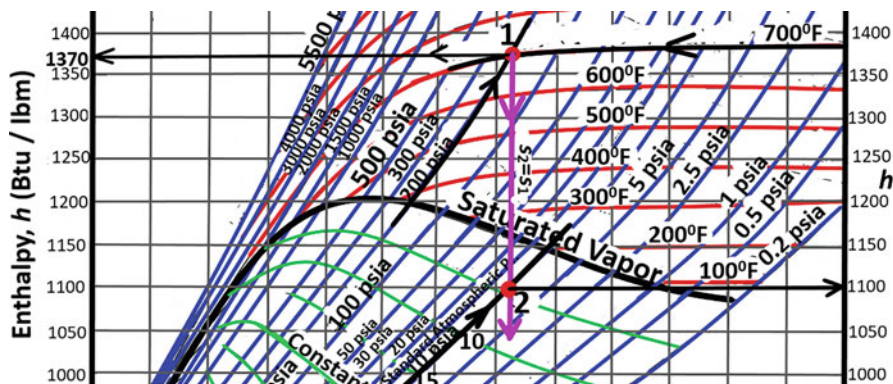 Enthalpy, h (Btu / lbm)
1400
1370
1350
1300
1250
1200
1150
1100
1050
1000
5500 p
4000 psia
3000 psia
2000 psia
1500 psia
1000 psia
500 psia
300 psia
200 psia
1
700⁰F
600⁰F
500⁰F
400⁰F
300⁰F
200⁰F
100⁰F
s₂=s₁
5 psia
2.5 psia
1 psia
0.5 psia
0.2 psia
Saturated Vapor
2
100 psia
50 psia
30 psia
20 psia
Standard Atmospheric P
10 psia
10
15
Constan
sia
1400
1350
1300
1250
h
1200
1150
1100
1050
1000